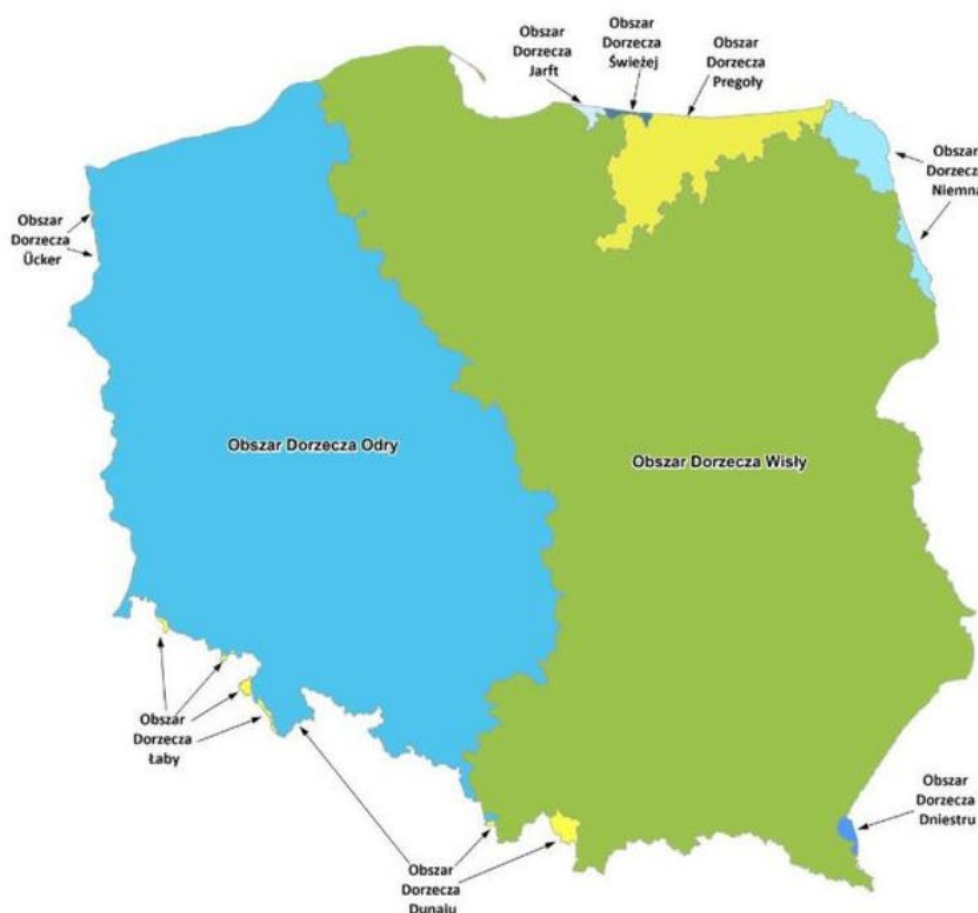 Obszar
Dorzecza
Jarft
Obszar
Dorzecza
Świeżej
Obszar
Dorzecza
Pregoły
Obszar
Dorzecza
Niemna
Obszar
Dorzecza
Ücker
Obszar Dorzecza Odry
Obszar Dorzecza Wisły
Obszar
Dorzecza
Łaby
Obszar
Dorzecza
Dunaju
Obszar
Dorzecza
Dniestru